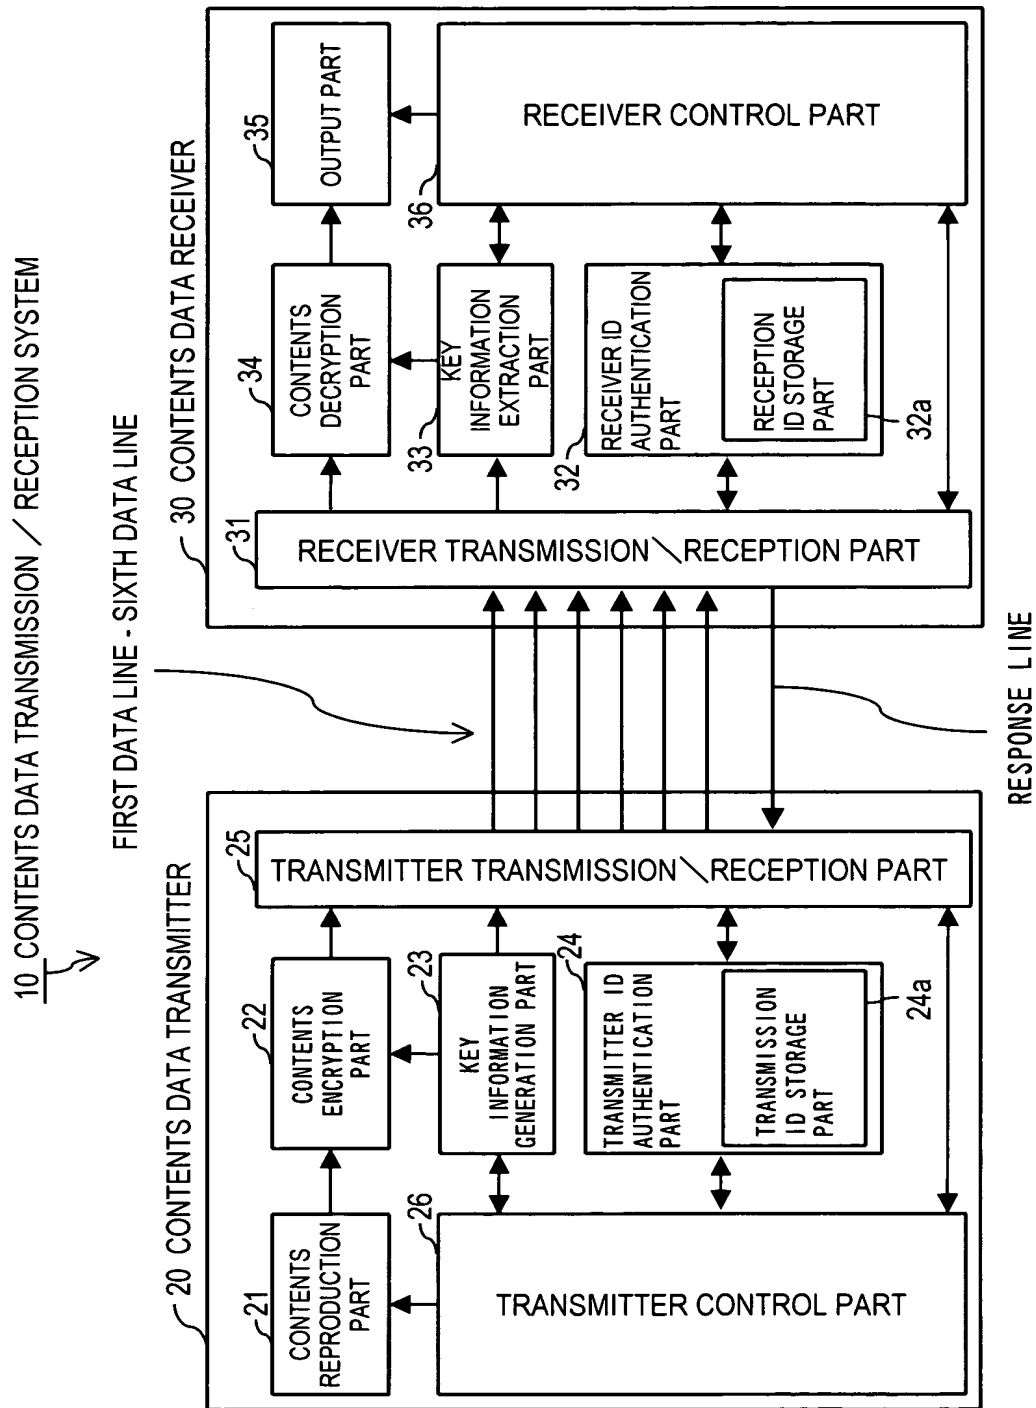 10 CONTENTS DATA TRANSMISSION ／ RECEPTION SYSTEM
FIRST DATA LINE - SIXTH DATA LINE
20 CONTENTS DATA TRANSMITTER
21
CONTENTS
REPRODUCTION
PART
22
CONTENTS
ENCRYPTION
PART
23
KEY
INFORMATION
GENERATION PART
24
TRANSMITTER ID
AUTHENTICATION
PART
TRANSMISSION
ID STORAGE
PART
24a
25
TRANSMITTER TRANSMISSION＼RECEPTION PART
26
TRANSMITTER CONTROL PART
30 CONTENTS DATA RECEIVER
31
RECEIVER TRANSMISSION＼RECEPTION PART
34
CONTENTS
DECRYPTION
PART
35
OUTPUT PART
33
KEY
INFORMATION
EXTRACTION
PART
32
RECEIVER ID
AUTHENTICATION
PART
RECEPTION
ID STORAGE
PART
32a
36
RECEIVER CONTROL PART
RESPONSE LINE